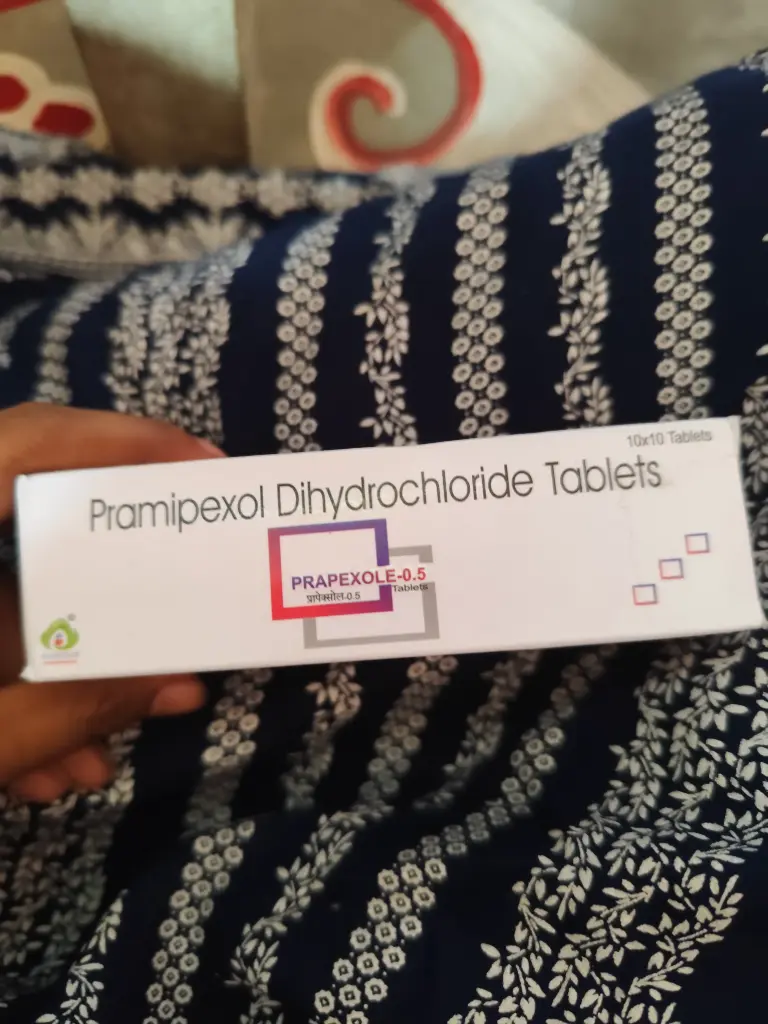 10x10 Tablets
Pramipexol Dihydrochloride Tablets
PRAPEXOLE-0.5
प्रापेक्सोल-0.5
Tablets